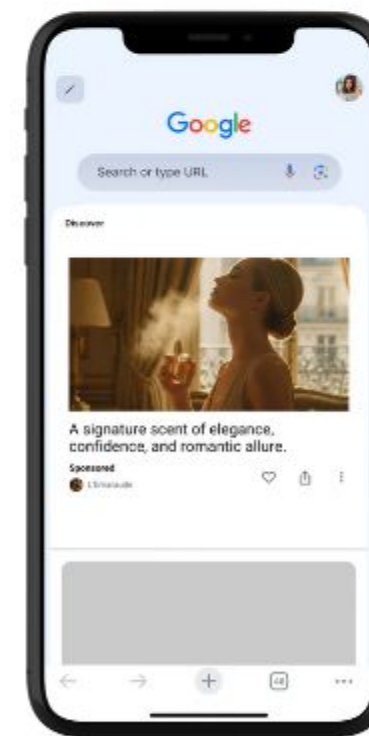 Google
Search or type URL
Discover
A signature scent of elegance,
confidence, and romantic allure.
Sponsored